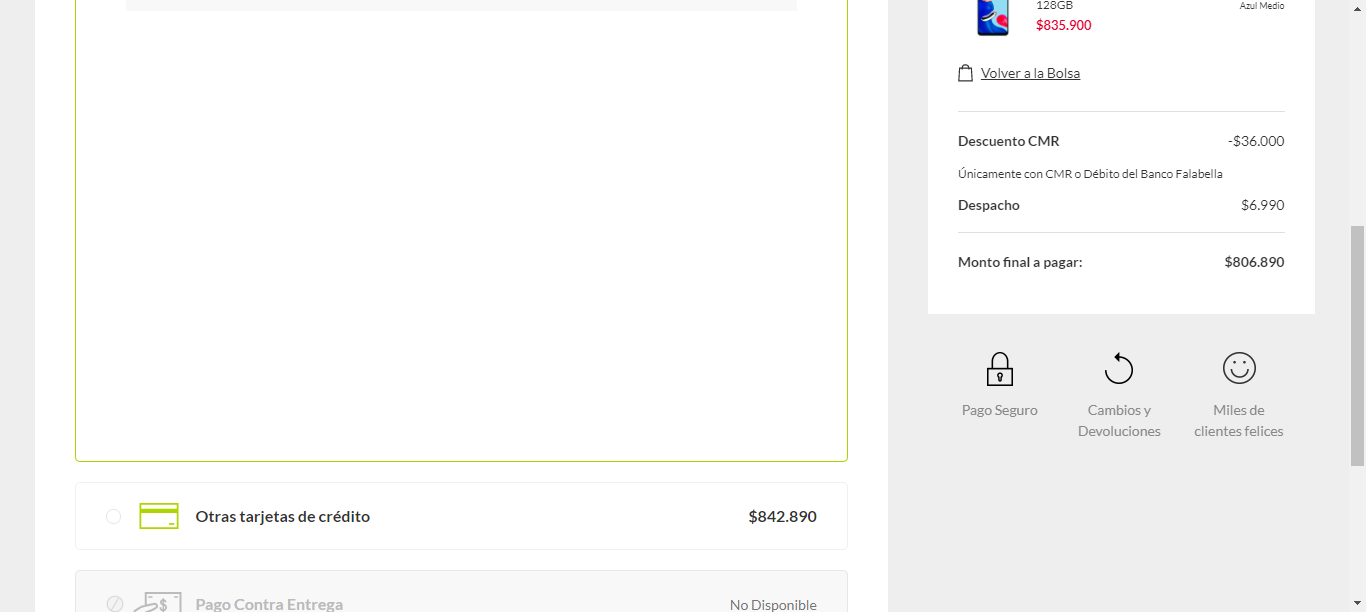 Otras tarjetas de crédito
$842.890
Pago Contra Entrega
No Disponible
128GB
Azul Medio
$835.900
Volver a la Bolsa
Descuento CMR
-$36.000
Únicamente con CMR o Débito del Banco Falabella
Despacho
$6.990
Monto final a pagar:
$806.890
Pago Seguro
Cambios y
Devoluciones
Miles de
clientes felices